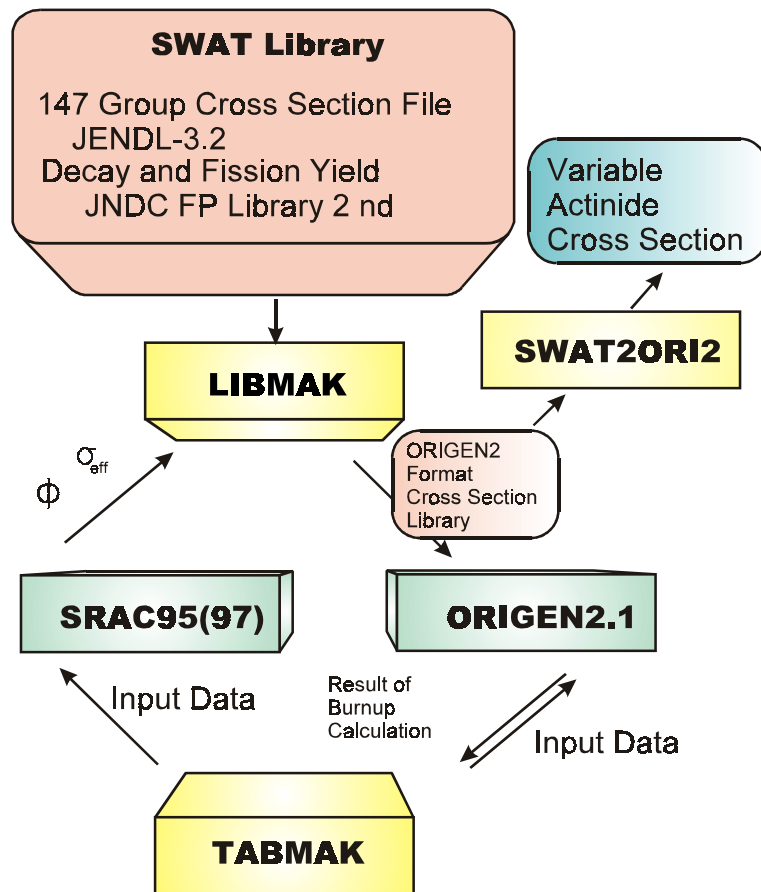 SWAT Library
147 Group Cross Section File
JENDL-3.2
Decay and Fission Yield
JNDC FP Library 2 nd
Variable
Actinide
Cross Section
SWAT2ORI2
LIBMAK
ORIGEN2
Format
Cross Section
Library
σeff
Φ
SRAC95(97)
ORIGEN2.1
Input Data
Result of
Burnup
Calculation
Input Data
TABMAK